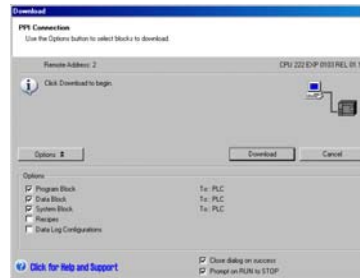 Download
PPI Connection
Use the Options button to select blocks to download.
Remote Address: 2 CPU 222 EXP 0103 REL 01.1
Click Download to begin.
Options Download Cancel
Options
Program Block To: PLC
Data Block To: PLC
System Block To: PLC
Recipes
Data Log Configurations
Click for Help and Support
Close dialog on success
Prompt on RUN to STOP